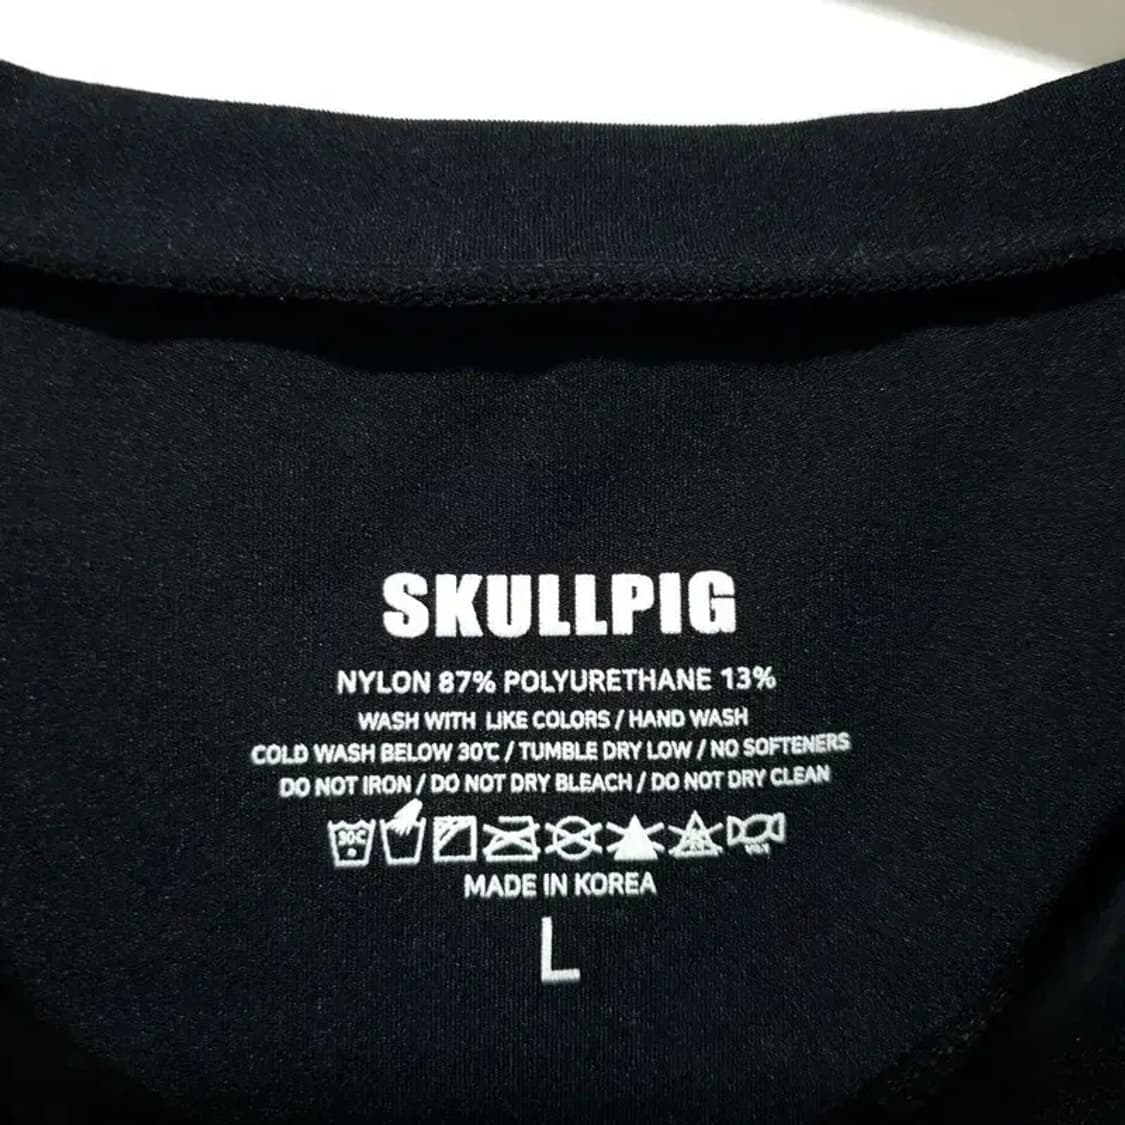 SKULLPIG
NYLON 87% POLYURETHANE 13%
WASH WITH LIKE COLORS / HAND WASH
COLD WASH BELOW 30℃ / TUMBLE DRY LOW / NO SOFTENERS
DO NOT IRON / DO NOT DRY BLEACH / DO NOT DRY CLEAN
30C
MADE IN KOREA
L